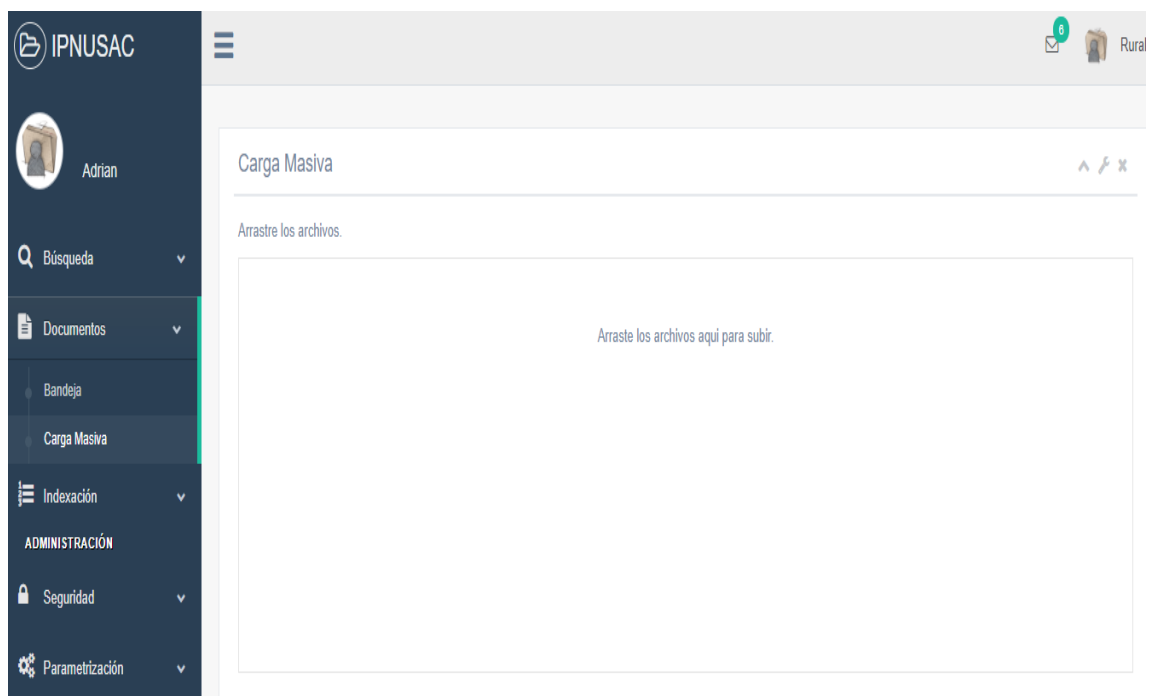 IPNUSAC
6
Rural
Adrian
Búsqueda
Documentos
Bandeja
Carga Masiva
Indexación
ADMINISTRACIÓN
Seguridad
Parametrización
Carga Masiva
Arrastre los archivos.
Arraste los archivos aqui para subir.